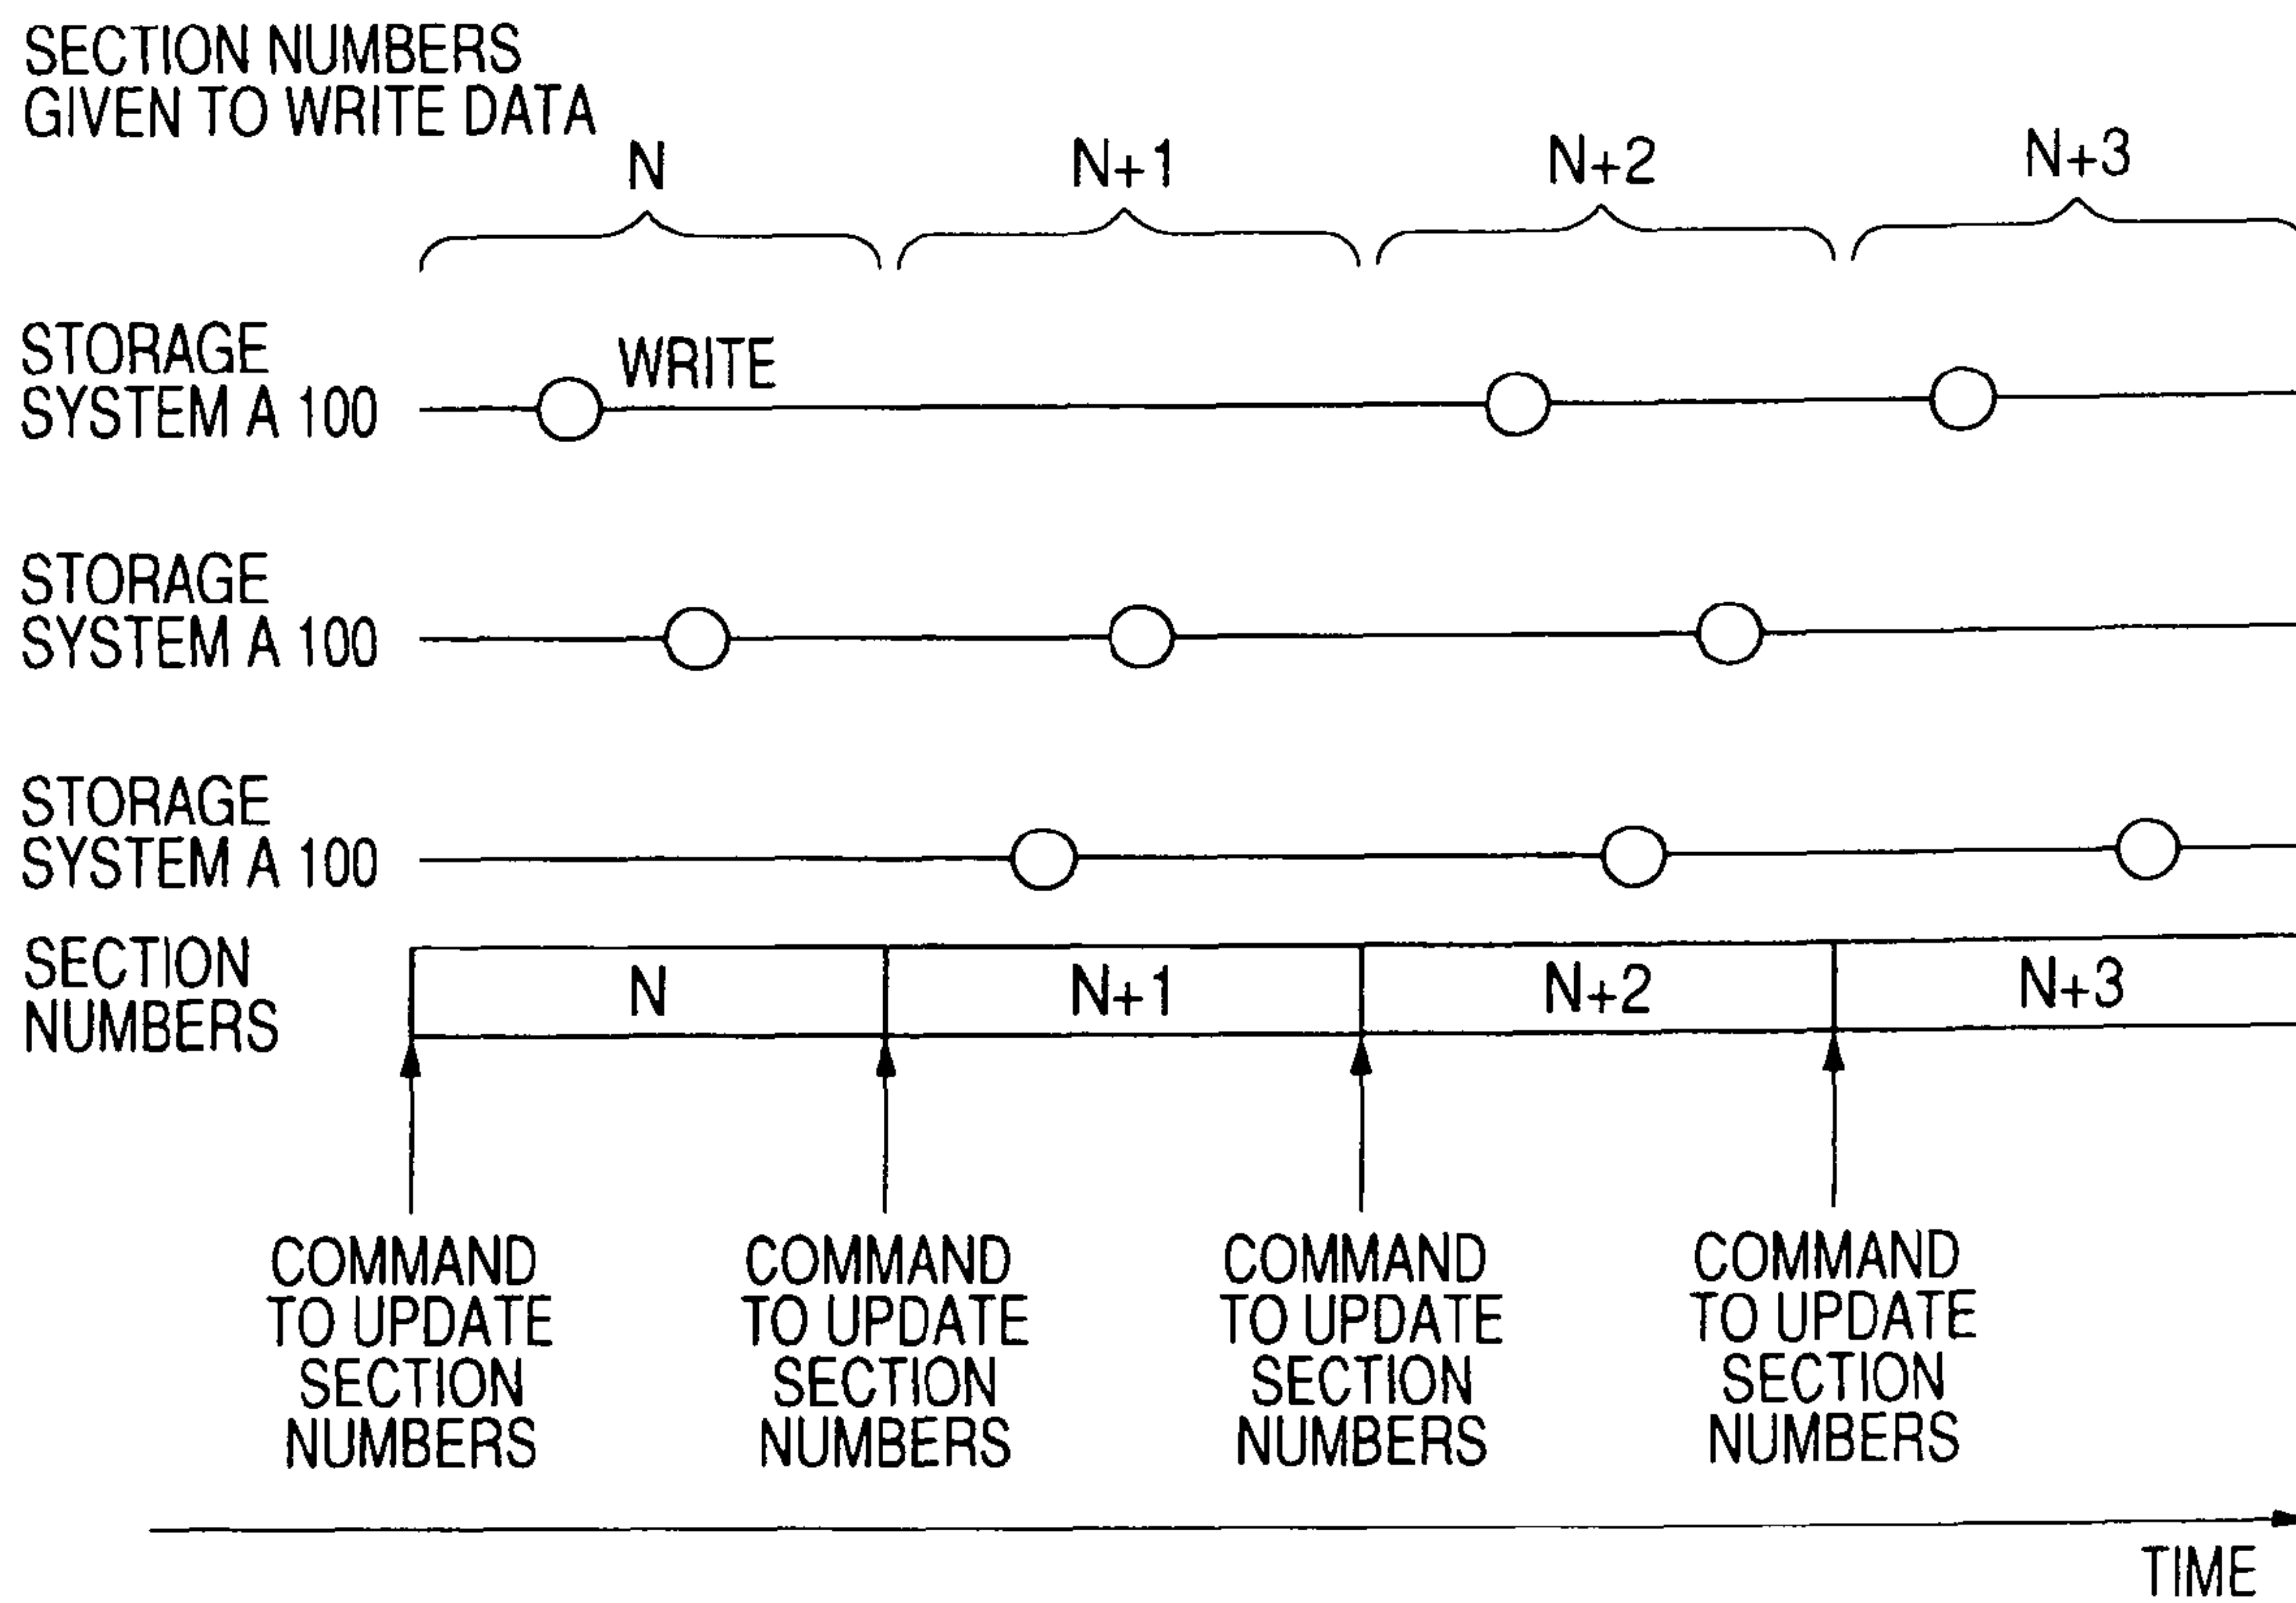 SECTION NUMBERS
GIVEN TO WRITE DATA
N
N+1
N+2
N+3
STORAGE
SYSTEM A 100
WRITE
STORAGE
SYSTEM A 100
STORAGE
SYSTEM A 100
SECTION
NUMBERS
N
N+1
N+2
N+3
COMMAND
TO UPDATE
SECTION
NUMBERS
COMMAND
TO UPDATE
SECTION
NUMBERS
COMMAND
TO UPDATE
SECTION
NUMBERS
COMMAND
TO UPDATE
SECTION
NUMBERS
TIME